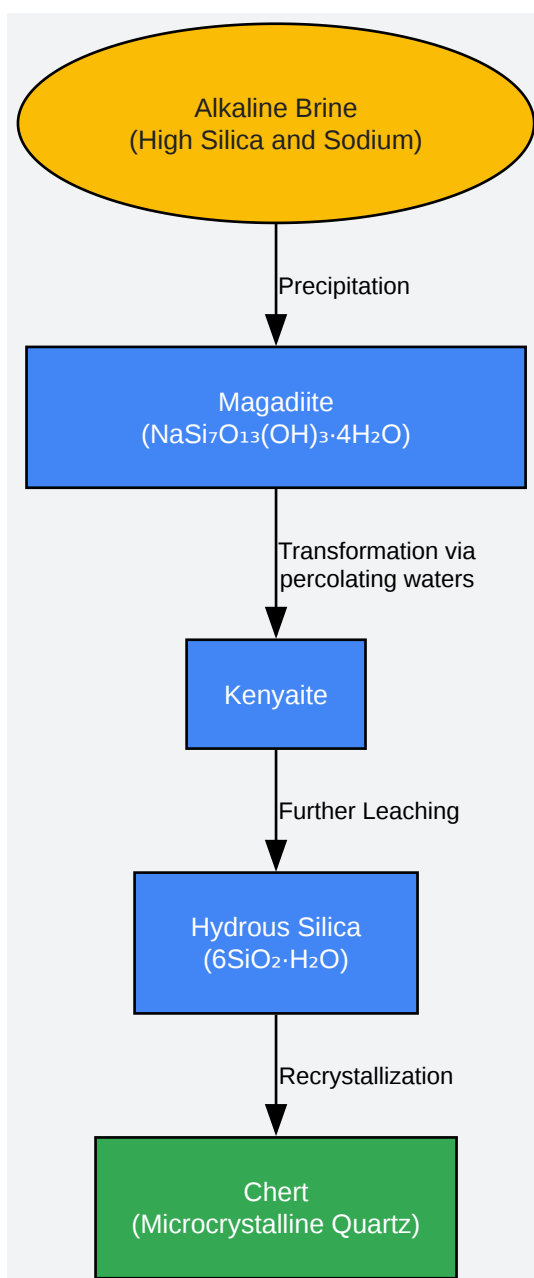 Alkaline Brine
(High Silica and Sodium)
Precipitation
Magadiite
(NaSi₇O₁₃(OH)₃·4H₂O)
Transformation via
percolating waters
Kenyaite
Further Leaching
Hydrous Silica
(6SiO₂·H₂O)
Recrystallization
Chert
(Microcrystalline Quartz)